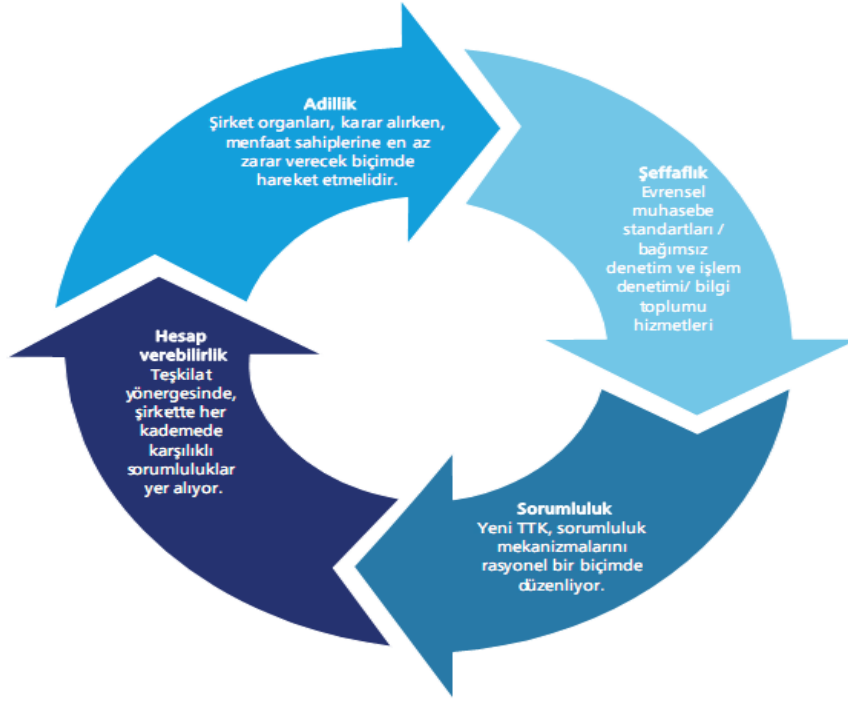 Adillik
Şirket organları, karar alırken,
menfaat sahiplerine en az
zarar verecek biçimde
hareket etmelidir.
Şeffaflık
Evrensel
muhasebe
standartları /
bağımsız
denetim ve işlem
denetimi/ bilgi
toplumu
hizmetleri
Sorumluluk
Yeni TTK, sorumluluk
mekanizmalarını
rasyonel bir biçimde
düzenliyor.
Hesap
verebilirlik
Teşkilat
yönergesinde,
şirkette her
kademede
karşılıklı
sorumluluklar
yer alıyor.